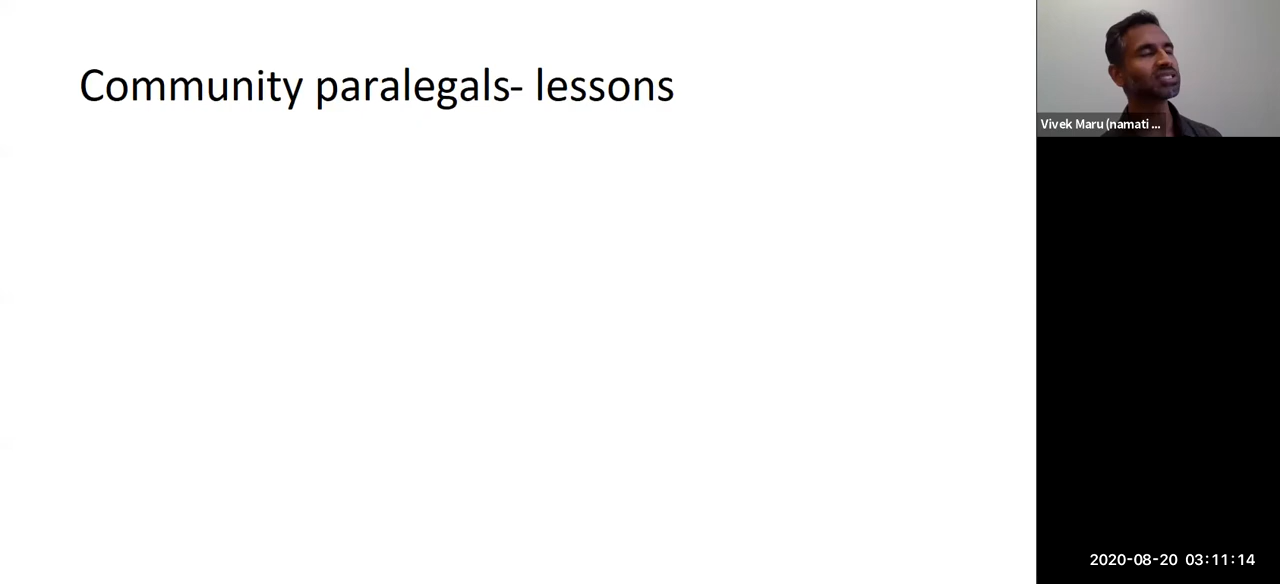 Community paralegals- lessons
Vivek Maru (namati ...
2020-08-20 03:11:14